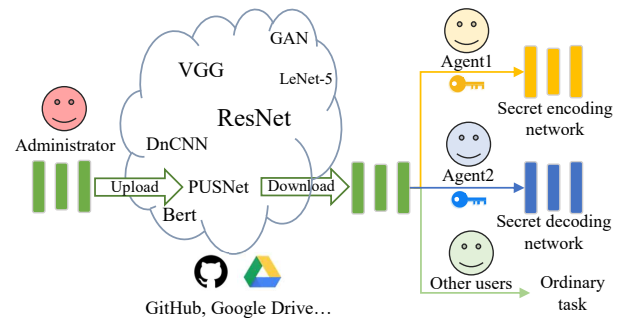 Administrator
Upload
GAN
VGG
LeNet-5
ResNet
DnCNN
PUSNet
Bert
Download
GitHub, Google Drive…
Agent1
Secret encoding
network
Agent2
Secret decoding
network
Other users
Ordinary
task